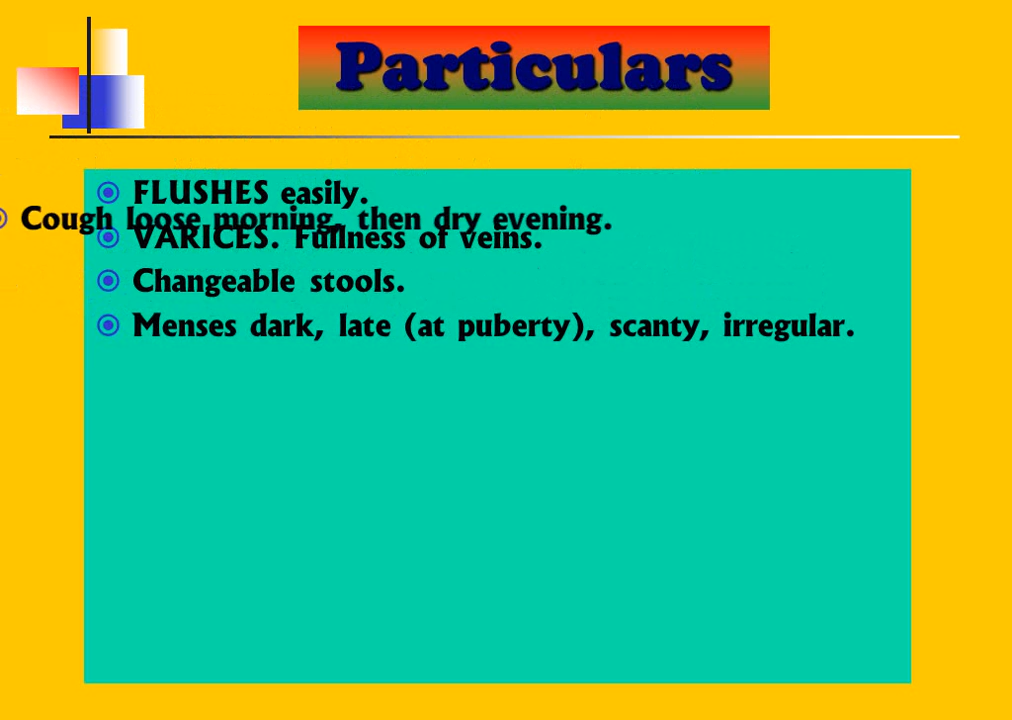 Particulars
FLUSHES easily.
Cough loose morning, then dry evening.
VARICES. Fullness of veins.
Changeable stools.
Menses dark, late (at puberty), scanty, irregular.